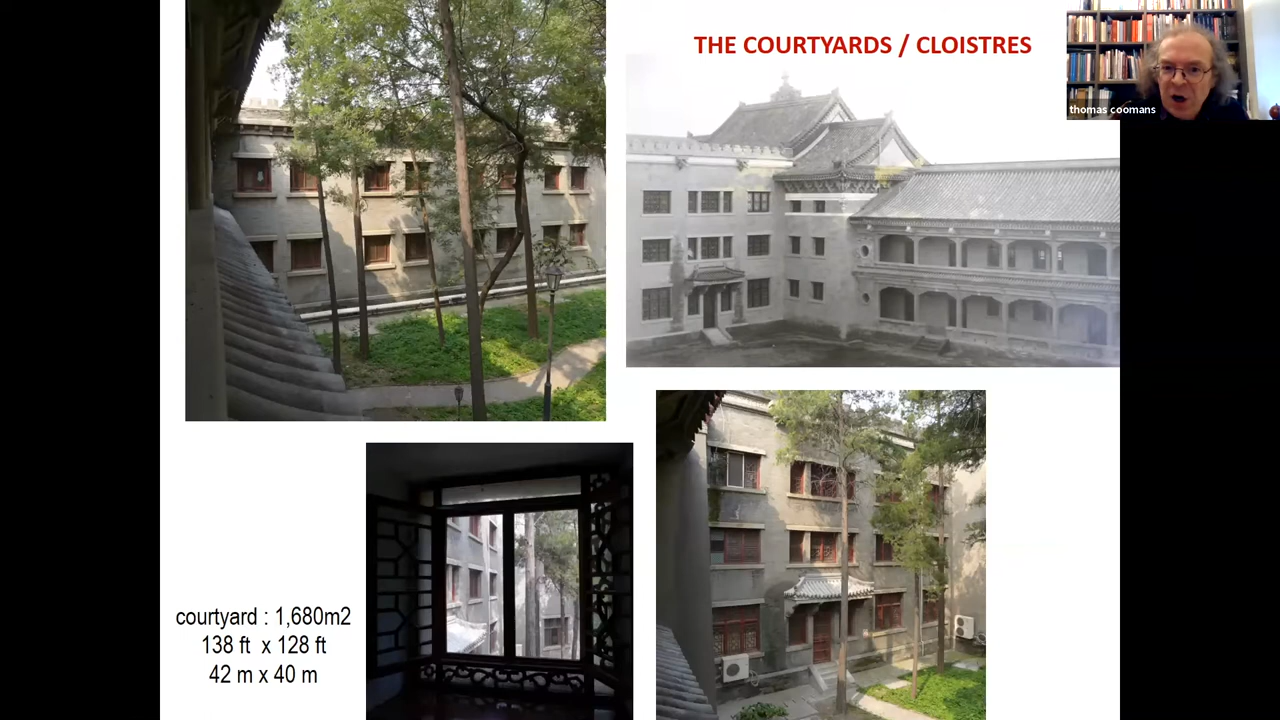 THE COURTYARDS / CLOISTRES
thomas coomans
courtyard : 1,680m2
138 ft x 128 ft
42 m x 40 m